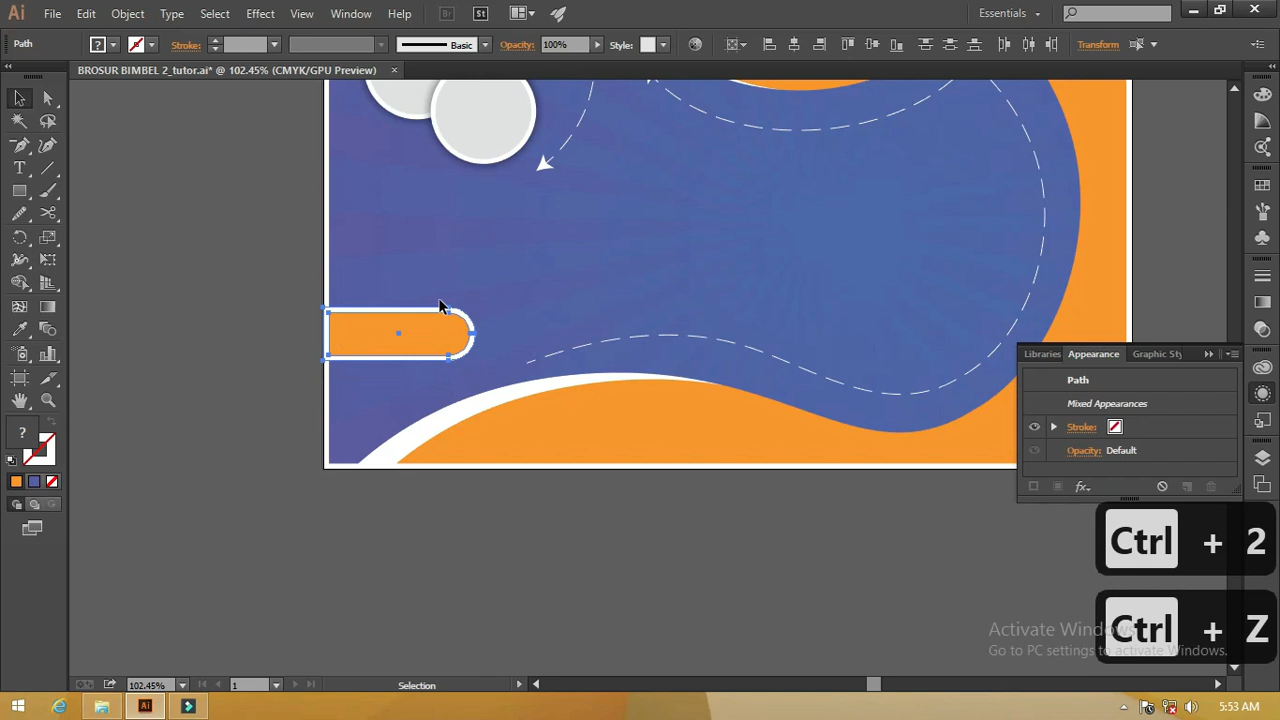 Ai File Edit Object Type Select Effect View Window Help Br St Essentials
Path Stroke: Basic Opacity: 100% Style: Transform
BROSUR BIMBEL 2_tutor.ai* @ 102.45% (CMYK/GPU Preview)
Libraries Appearance Graphic Sty
Path
Mixed Appearances
Stroke:
Opacity: Default
fx
?
Ctrl + 2
Ctrl + Z
Activate Windows
Go to PC settings to activate Windows.
102.45% 1 Selection
Ai 5:53 AM